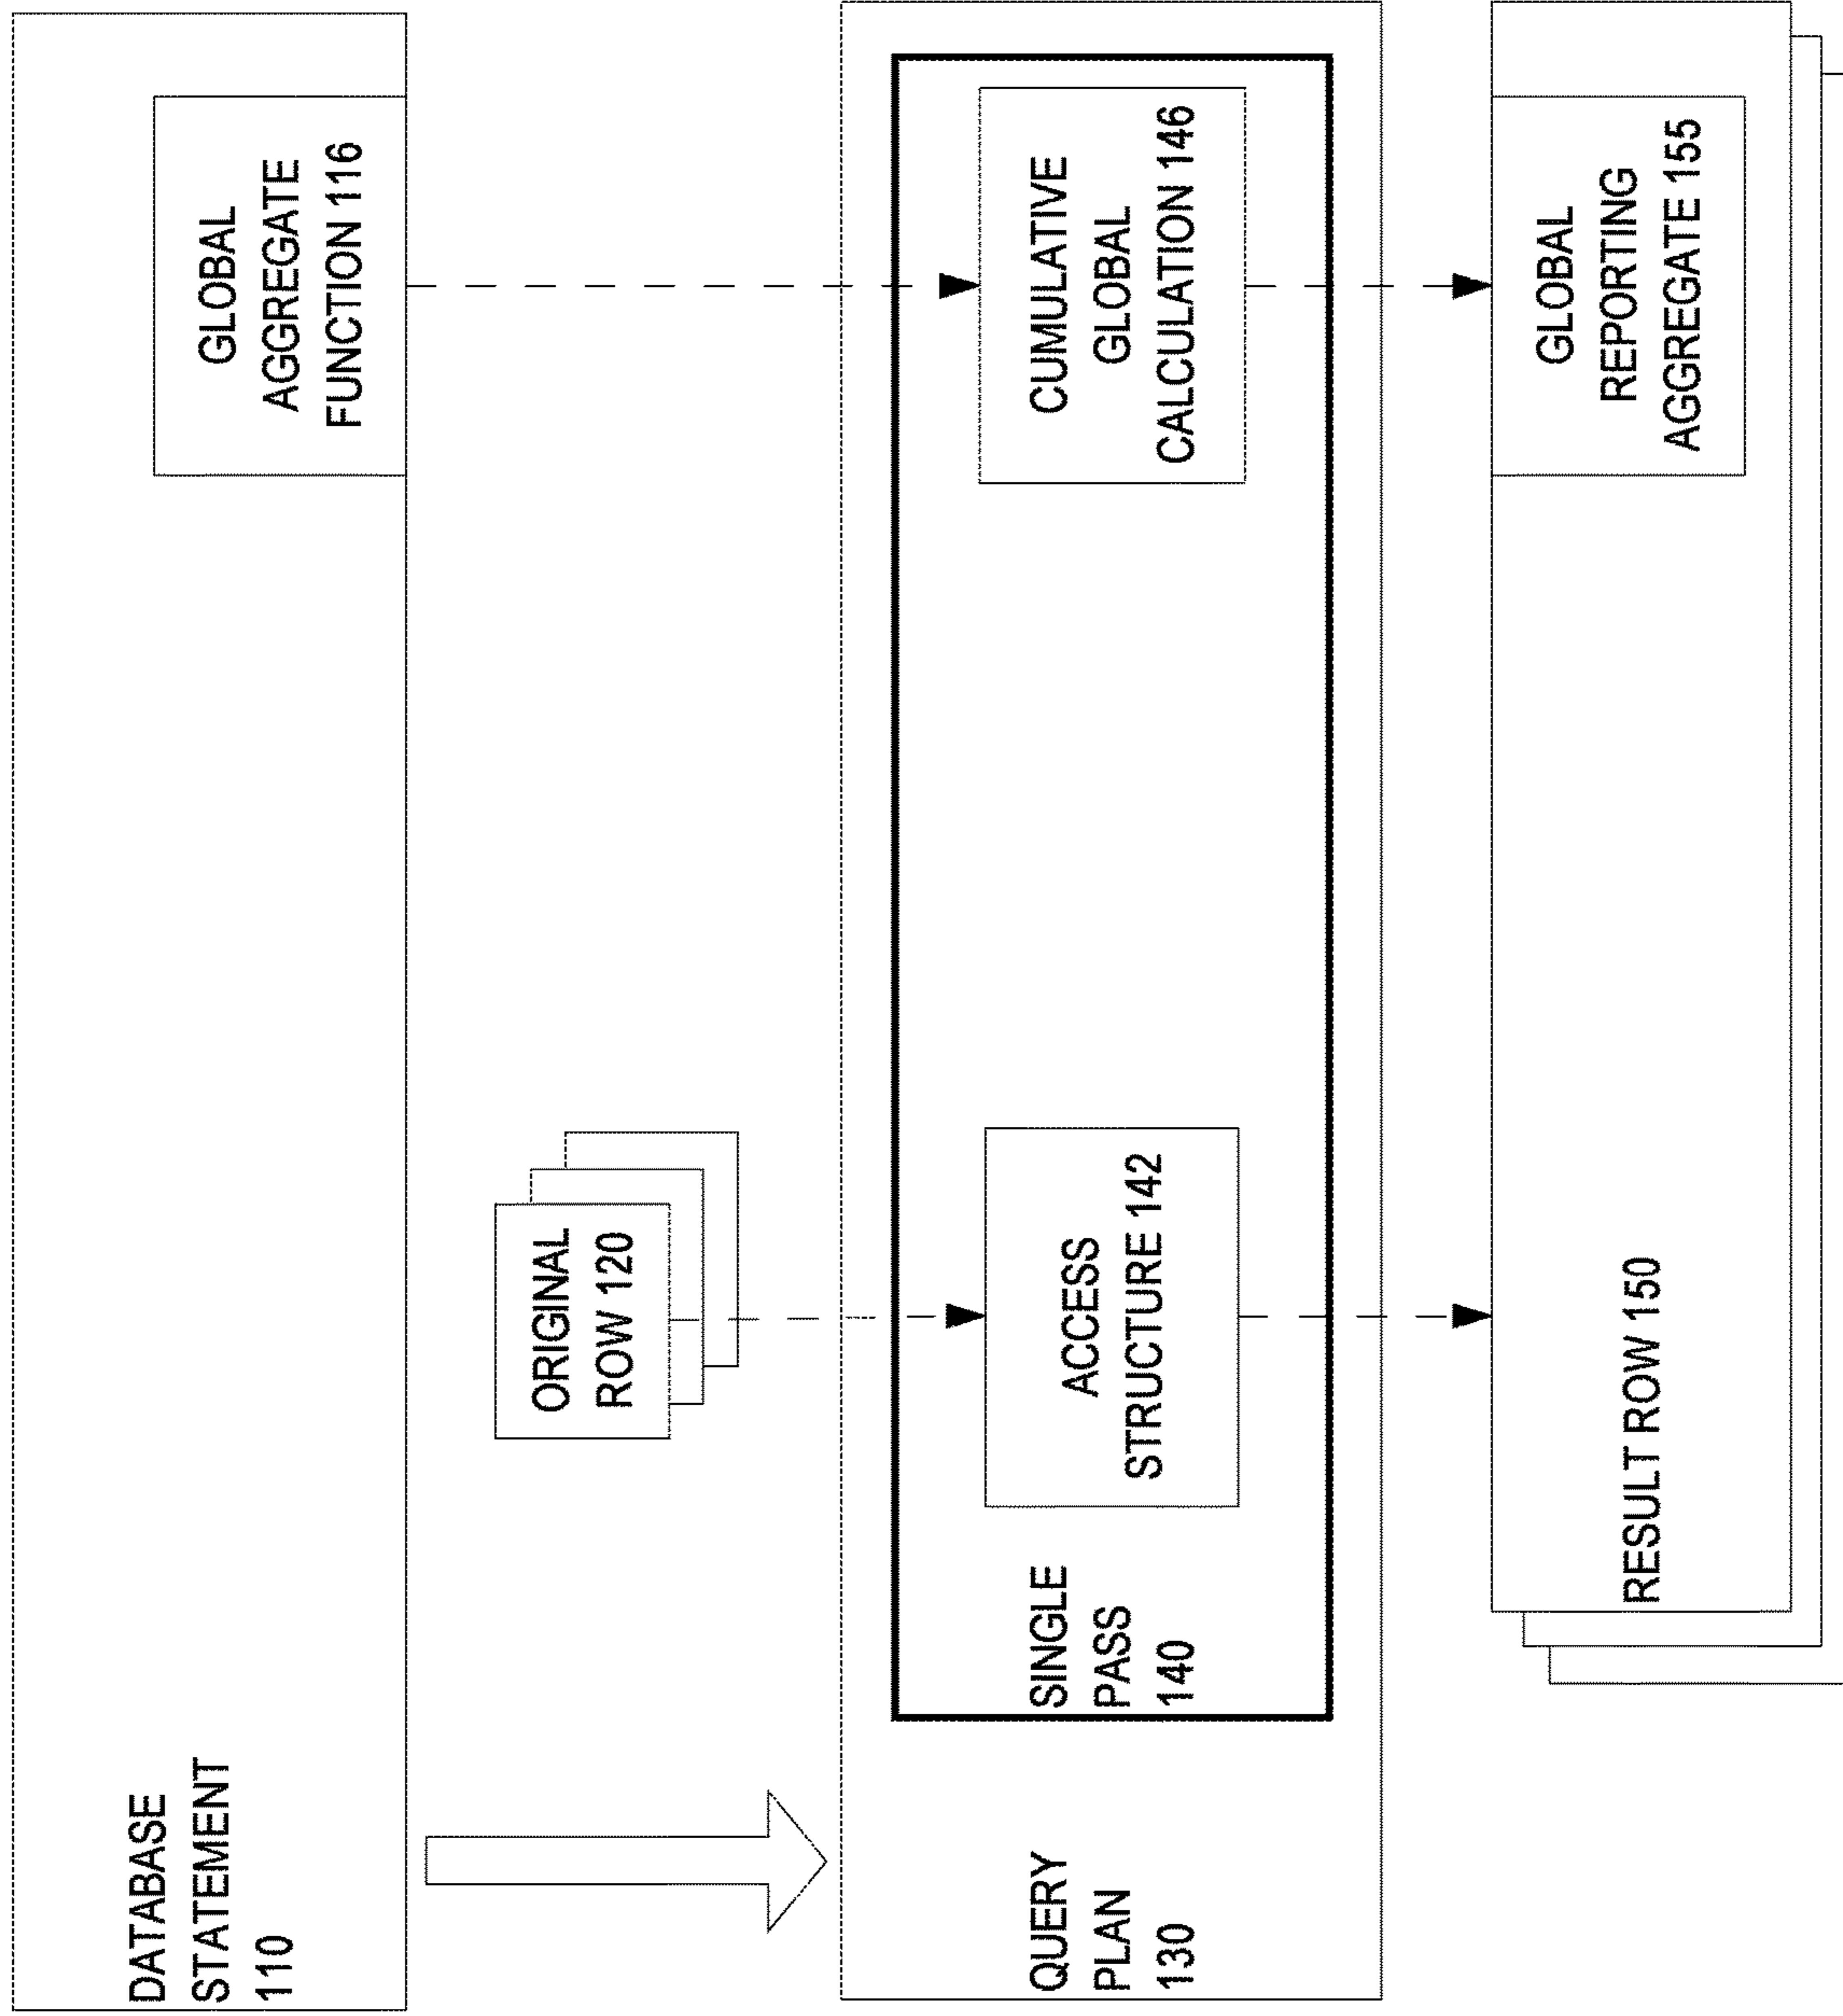 DATABASE
STATEMENT
110
GLOBAL
AGGREGATE
FUNCTION 116
ORIGINAL
ROW 120
QUERY
PLAN
130
SINGLE
PASS
140
ACCESS
STRUCTURE 142
CUMULATIVE
GLOBAL
CALCULATION 146
RESULT ROW 150
GLOBAL
REPORTING
AGGREGATE 155